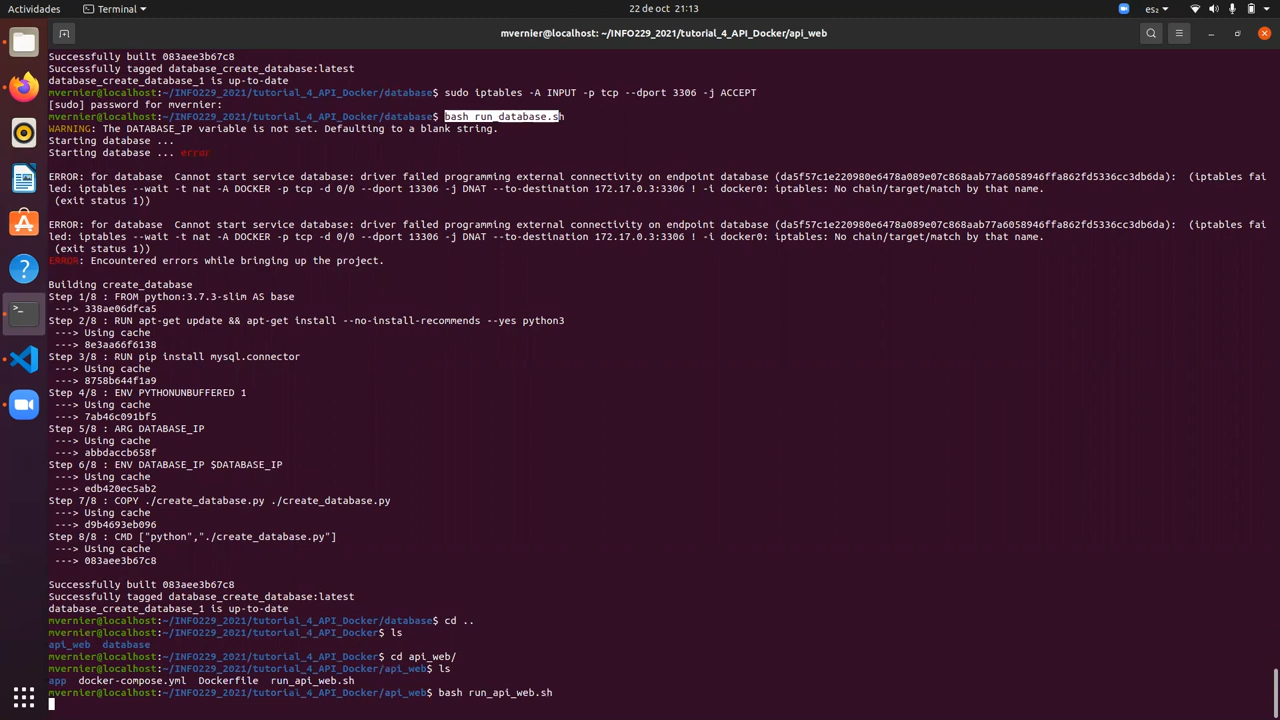 Actividades
Terminal
22 de oct 21:13
es₂
mvernier@localhost: ~/INFO229_2021/tutorial_4_API_Docker/api_web
Successfully built 083aee3b67c8
Successfully tagged database_create_database:latest
database_create_database_1 is up-to-date
mvernier@localhost:~/INFO229_2021/tutorial_4_API_Docker/database$ sudo iptables -A INPUT -p tcp --dport 3306 -j ACCEPT
[sudo] password for mvernier:
mvernier@localhost:~/INFO229_2021/tutorial_4_API_Docker/database$ bash run_database.sh
WARNING: The DATABASE_IP variable is not set. Defaulting to a blank string.
Starting database ...
Starting database ... error
ERROR: for database  Cannot start service database: driver failed programming external connectivity on endpoint database (da5f57c1e220980e6478a089e07c868aab77a6058946ffa862fd5336cc3db6da):  (iptables fai
led: iptables --wait -t nat -A DOCKER -p tcp -d 0/0 --dport 13306 -j DNAT --to-destination 172.17.0.3:3306 ! -i docker0: iptables: No chain/target/match by that name.
(exit status 1))
ERROR: for database  Cannot start service database: driver failed programming external connectivity on endpoint database (da5f57c1e220980e6478a089e07c868aab77a6058946ffa862fd5336cc3db6da):  (iptables fai
led: iptables --wait -t nat -A DOCKER -p tcp -d 0/0 --dport 13306 -j DNAT --to-destination 172.17.0.3:3306 ! -i docker0: iptables: No chain/target/match by that name.
(exit status 1))
ERROR: Encountered errors while bringing up the project.
Building create_database
Step 1/8 : FROM python:3.7.3-slim AS base
---> 338ae06dfca5
Step 2/8 : RUN apt-get update && apt-get install --no-install-recommends --yes python3
---> Using cache
---> 8e3aa66f6138
Step 3/8 : RUN pip install mysql.connector
---> Using cache
---> 8758b644f1a9
Step 4/8 : ENV PYTHONUNBUFFERED 1
---> Using cache
---> 7ab46c091bf5
Step 5/8 : ARG DATABASE_IP
---> Using cache
---> abbdaccb658f
Step 6/8 : ENV DATABASE_IP $DATABASE_IP
---> Using cache
---> edb420ec5ab2
Step 7/8 : COPY ./create_database.py ./create_database.py
---> Using cache
---> d9b4693eb096
Step 8/8 : CMD ["python","./create_database.py"]
---> Using cache
---> 083aee3b67c8
Successfully built 083aee3b67c8
Successfully tagged database_create_database:latest
database_create_database_1 is up-to-date
mvernier@localhost:~/INFO229_2021/tutorial_4_API_Docker/database$ cd ..
mvernier@localhost:~/INFO229_2021/tutorial_4_API_Docker$ ls
api_web  database
mvernier@localhost:~/INFO229_2021/tutorial_4_API_Docker$ cd api_web/
mvernier@localhost:~/INFO229_2021/tutorial_4_API_Docker/api_web$ ls
app  docker-compose.yml  Dockerfile  run_api_web.sh
mvernier@localhost:~/INFO229_2021/tutorial_4_API_Docker/api_web$ bash run_api_web.sh